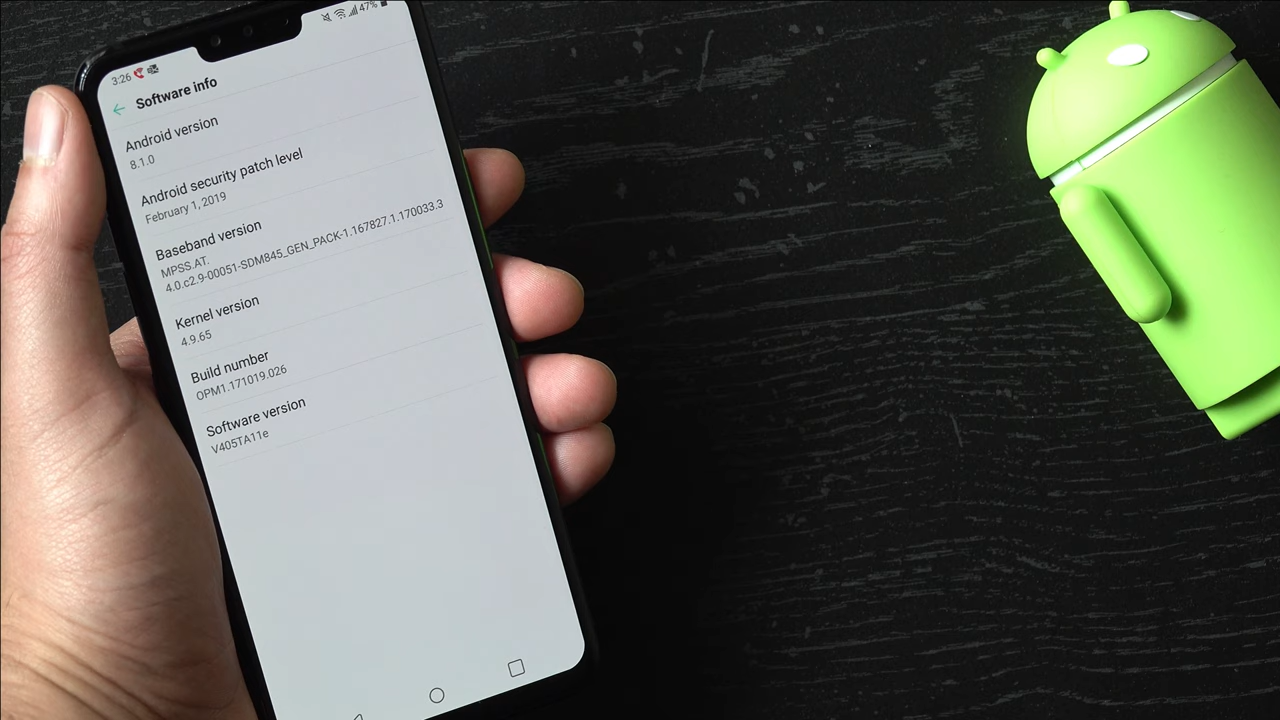 3:26
47%
Software info
Android version
8.1.0
Android security patch level
February 1, 2019
Baseband version
MPSS.AT.
4.0.c2.9-00051-SDM845_GEN_PACK-1.167827.1.170033.3
Kernel version
4.9.65
Build number
OPM1.171019.026
Software version
V405TA11e